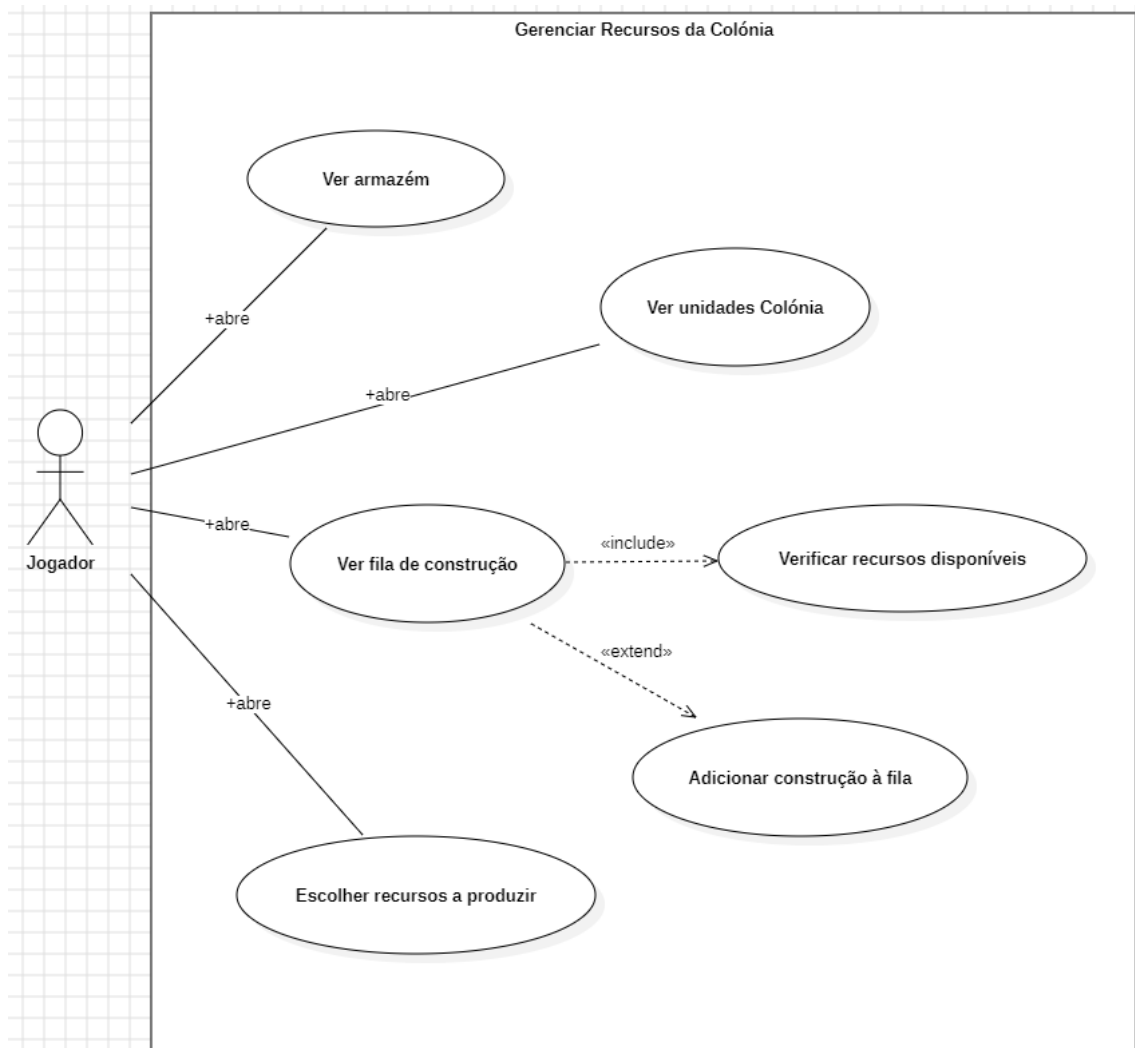 Gerenciar Recursos da Colónia
Ver armazém
Ver unidades Colónia
+abre
+abre
+abre
Jogador
Ver fila de construção
«include»
Verificar recursos disponíveis
«extend»
+abre
Adicionar construção à fila
Escolher recursos a produzir